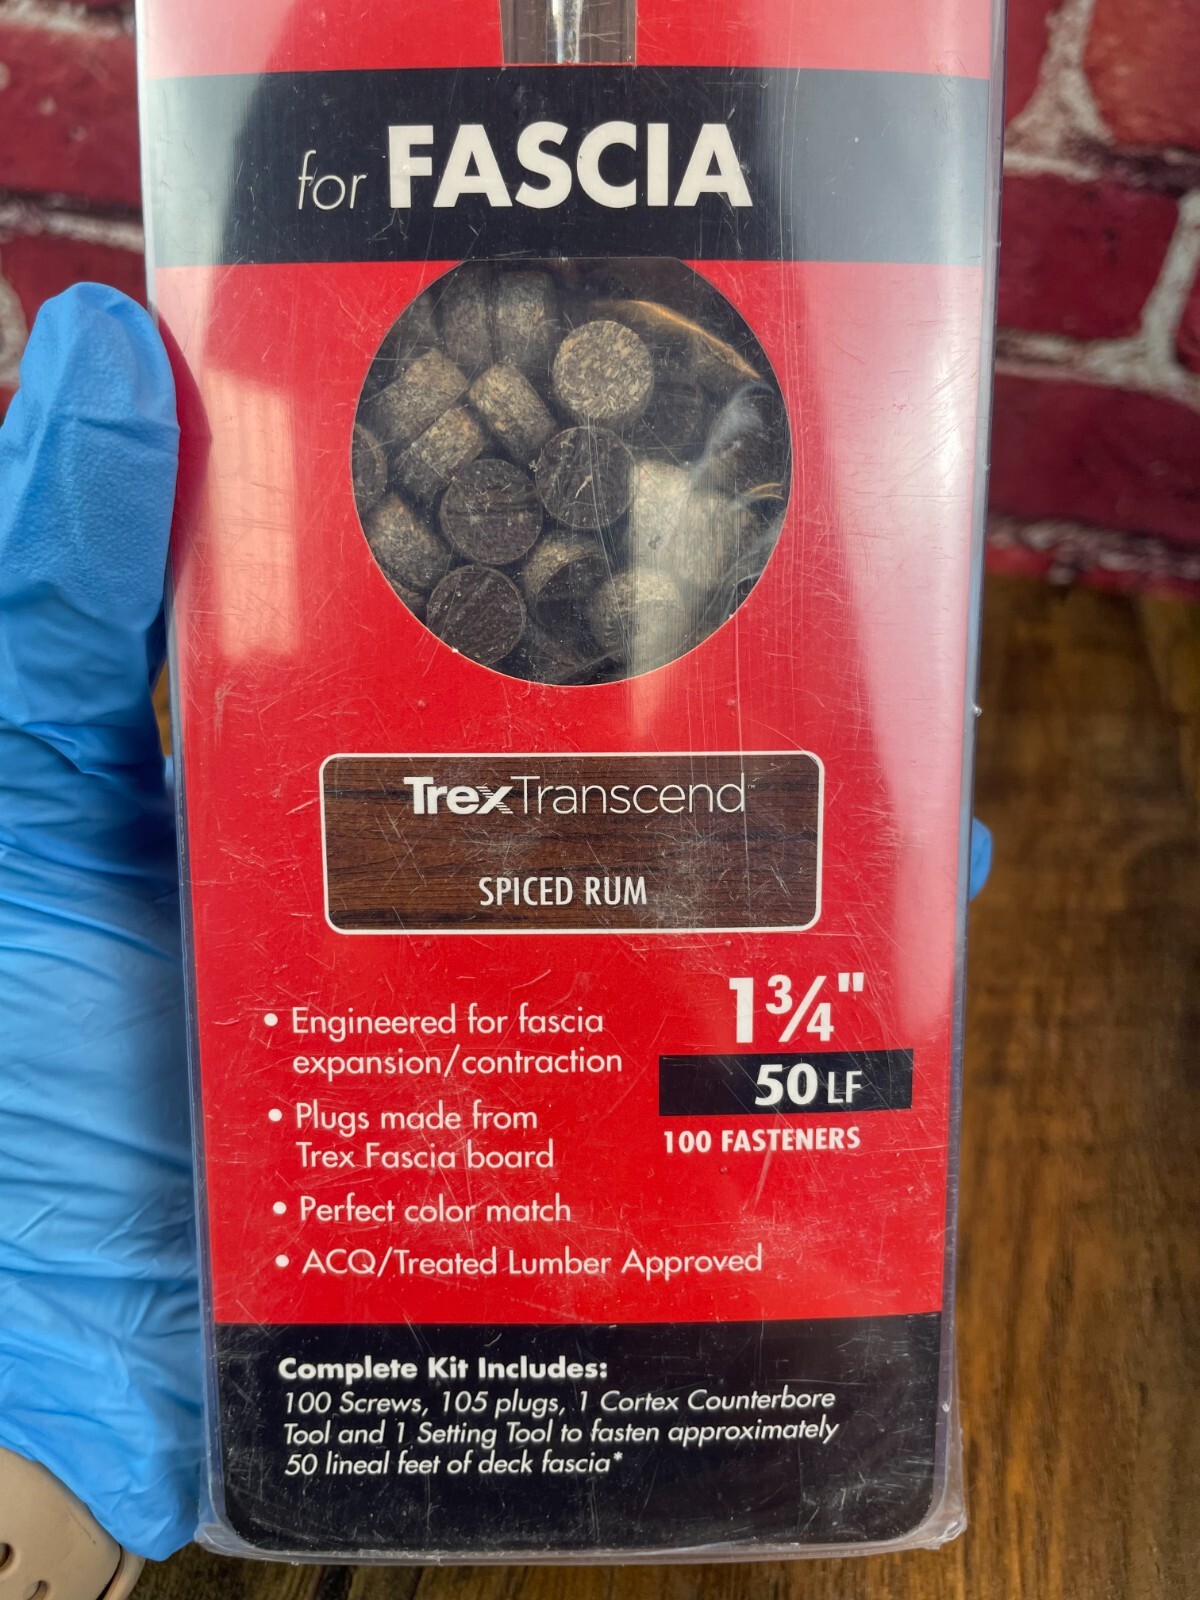 for FASCIA
TrexTranscend™
SPICED RUM
• Engineered for fascia
expansion/contraction
• Plugs made from
Trex Fascia board
• Perfect color match
• ACQ/Treated Lumber Approved
1¾"
50 LF
100 FASTENERS
Complete Kit Includes:
100 Screws, 105 plugs, 1 Cortex Counterbore
Tool and 1 Setting Tool to fasten approximately
50 lineal feet of deck fascia*